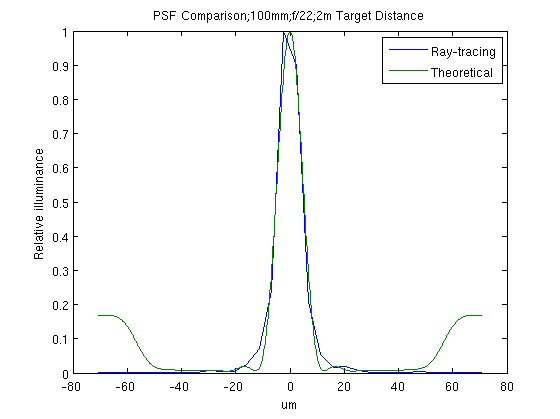 PSF Comparison;100mm;f/22;2m Target Distance
Ray-tracing
Theoretical
Relative illuminance
1
0.9
0.8
0.7
0.6
0.5
0.4
0.3
0.2
0.1
0
-80 -60 -40 -20 0 20 40 60 80
um